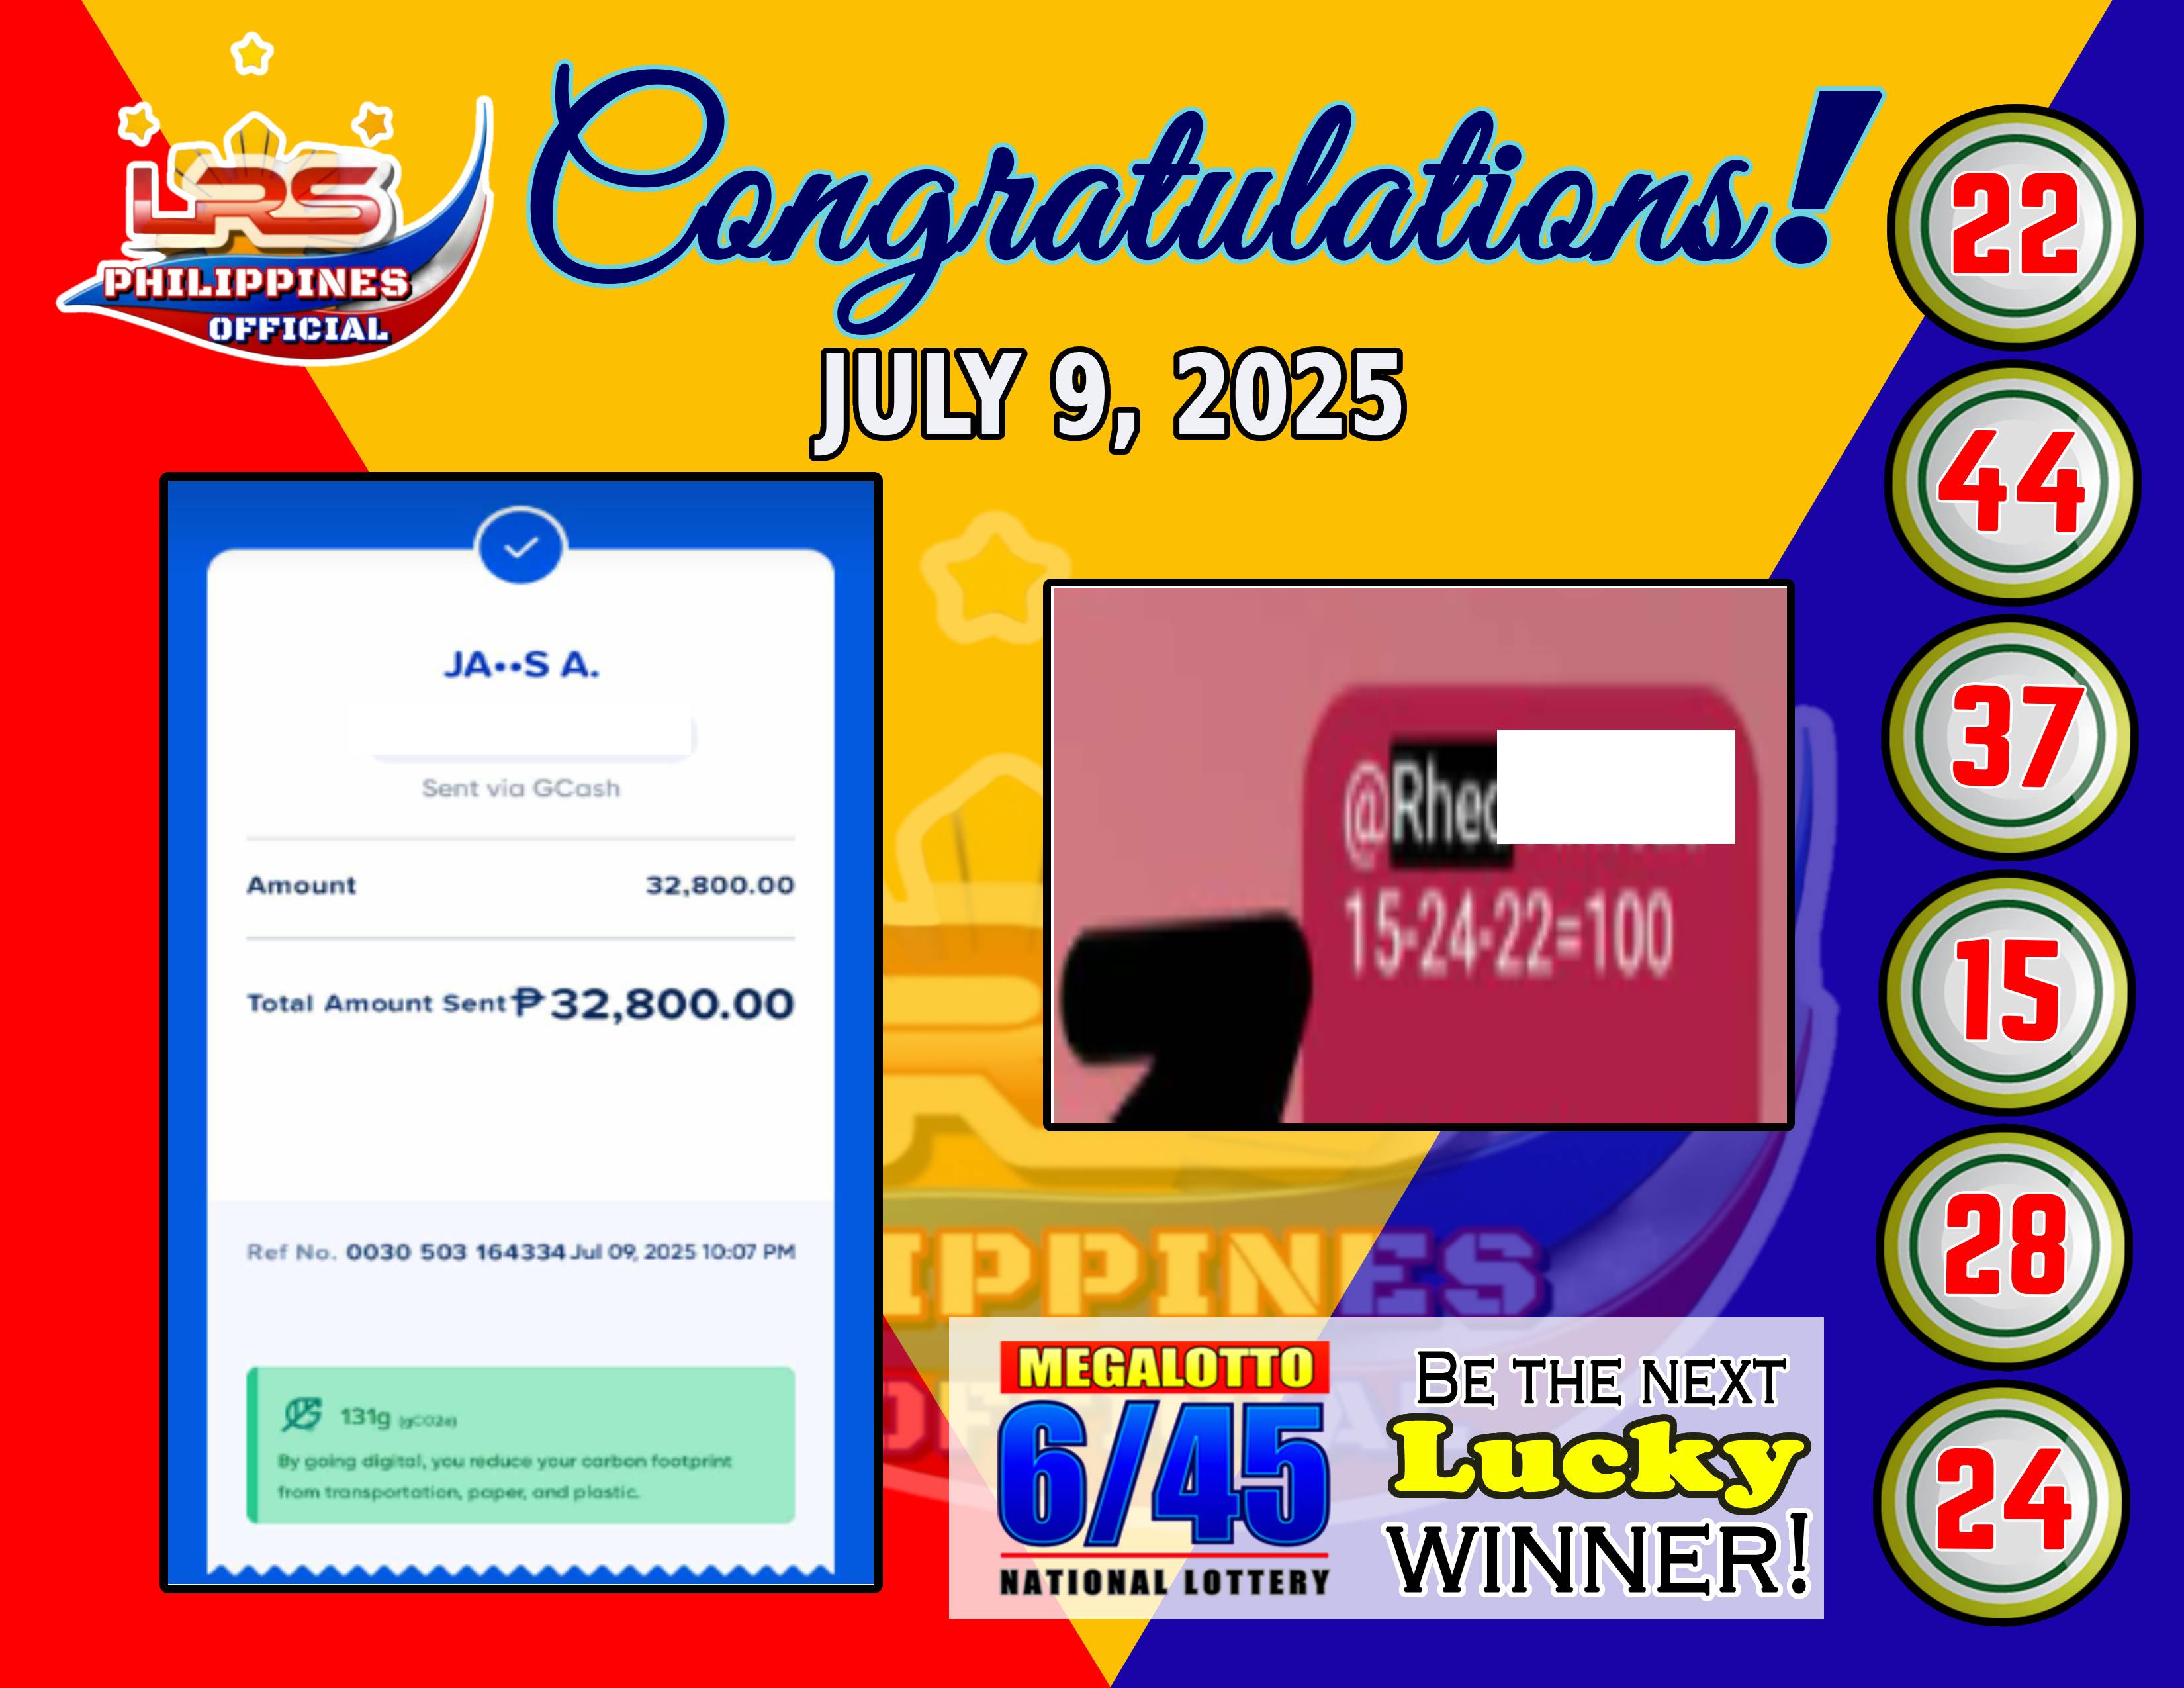 LRS
PHILIPPINES
OFFICIAL
Congratulations!
JULY 9, 2025
JA••S A.
Sent via GCash
Amount 32,800.00
Total Amount Sent ₱32,800.00
Ref No. 0030 503 164334 Jul 09, 2025 10:07 PM
131g (gCO2e)
By going digital, you reduce your carbon footprint
from transportation, paper, and plastic.
@Rhed
15-24-22=100
MEGALOTTO
6/45
NATIONAL LOTTERY
BE THE NEXT
Lucky
WINNER!
22
44
37
15
28
24